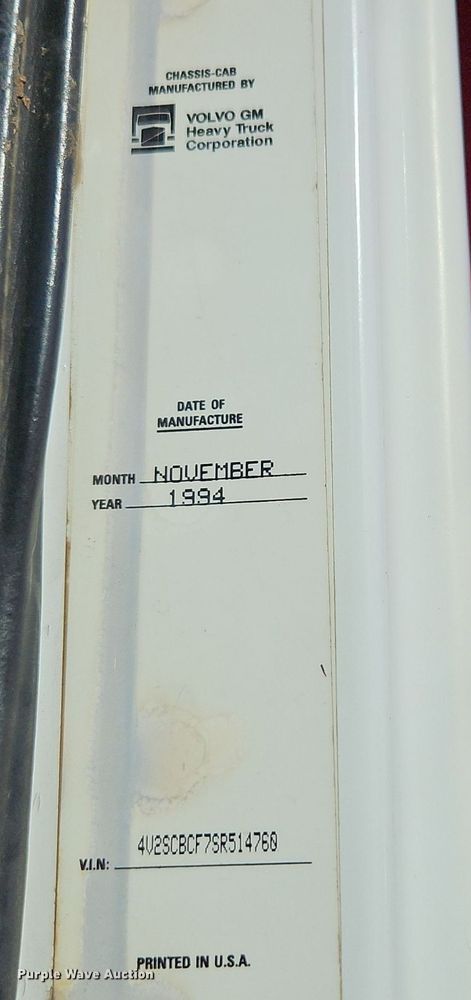 CHASSIS-CAB
MANUFACTURED BY
VOLVO GM
Heavy Truck
Corporation
DATE OF
MANUFACTURE
MONTH NOVEMBER
YEAR 1994
V.I.N: 4V2SCBCF7SR514760
PRINTED IN U.S.A.
Purple Wave Auction